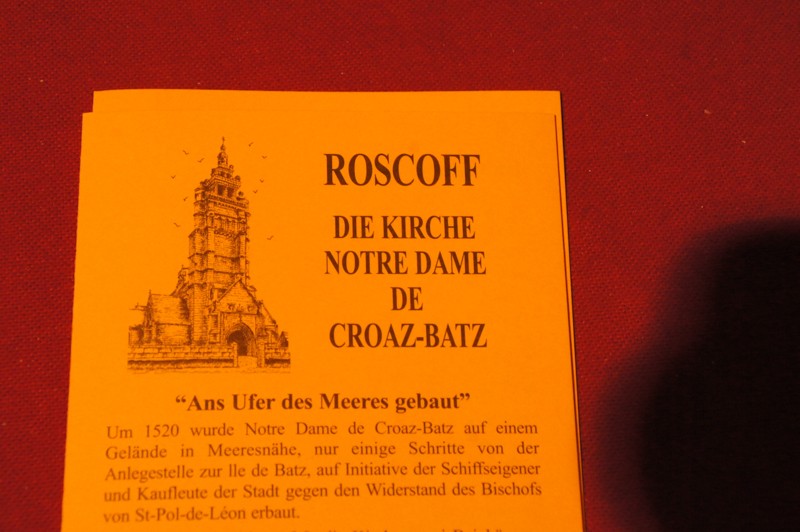 ROSCOFF
DIE KIRCHE
NOTRE DAME
DE
CROAZ-BATZ
“Ans Ufer des Meeres gebaut”
Um 1520 wurde Notre Dame de Croaz-Batz auf einem
Gelände in Meeresnähe, nur einige Schritte von der
Anlegestelle zur Ile de Batz, auf Initiative der Schiffseigener
und Kaufleute der Stadt gegen den Widerstand des Bischofs
von St-Pol-de-Léon erbaut.